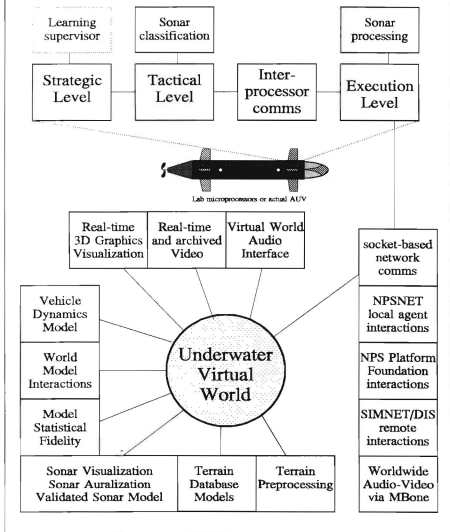 Learning
supervisor
Sonar
classification
Sonar
processing
Strategic
Level
Tactical
Level
Inter-
processor
comms
Execution
Level
Lab microprocessors or actual AUV
Real-time
3D Graphics
Visualization
Real-time
and archived
Video
Virtual World
Audio
Interface
socket-based
network
comms
Vehicle
Dynamics
Model
NPSNET
local agent
interactions
World
Model
Interactions
Underwater
Virtual
World
NPS Platform
Foundation
interactions
Model
Statistical
Fidelity
SIMNET/DIS
remote
interactions
Sonar Visualization
Sonar Auralization
Validated Sonar Model
Terrain
Database
Models
Terrain
Preprocessing
Worldwide
Audio-Video
via MBone